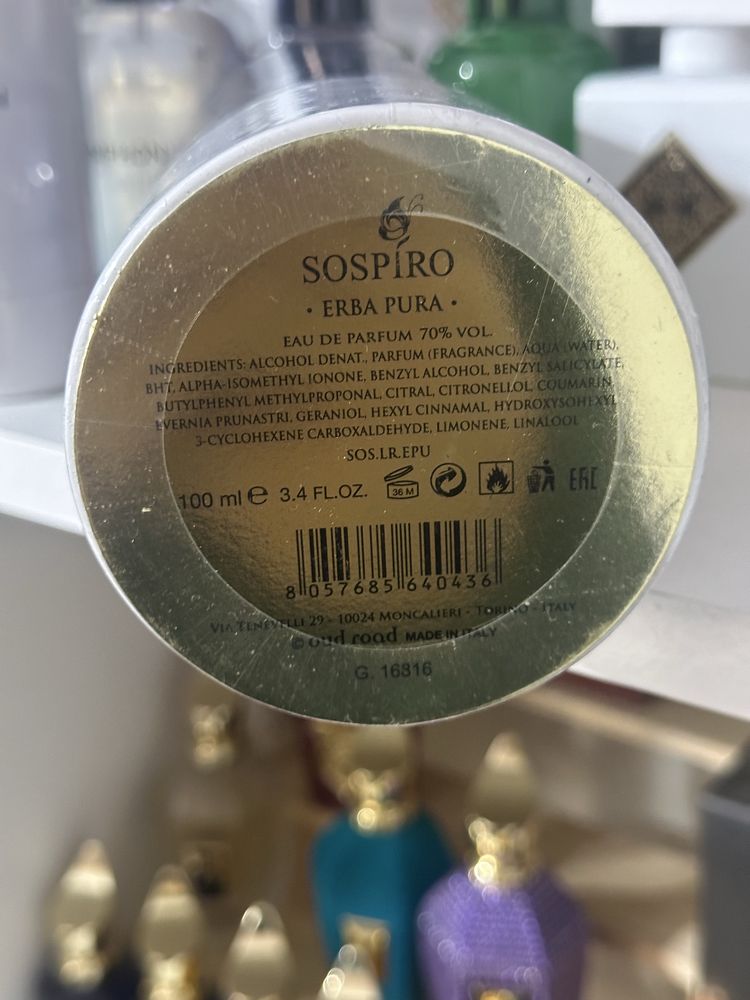 SOSPÍRO
· ERBA PURA ·
EAU DE PARFUM 70% VOL.
INGREDIENTS: ALCOHOL DENAT., PARFUM (FRAGRANCE), AQUA (WATER),
BHT, ALPHA-ISOMETHYL IONONE, BENZYL ALCOHOL, BENZYL SALICYLATE,
BUTYLPHENYL METHYLPROPONAL, CITRAL, CITRONELLOL, COUMARIN,
EVERNIA PRUNASTRI, GERANIOL, HEXYL CINNAMAL, HYDROXYSOHEXYL
3-CYCLOHEXENE CARBOXALDEHYDE, LIMONENE, LINALOOL
SOS.LR.EPU
100 ml e 3.4 FL.OZ. 36 M EAC
8 057685 640436
VIA TENEVELLI 29 - 10024 MONCALIERI - TORINO - ITALY
© oud road MADE IN ITALY
G. 16816